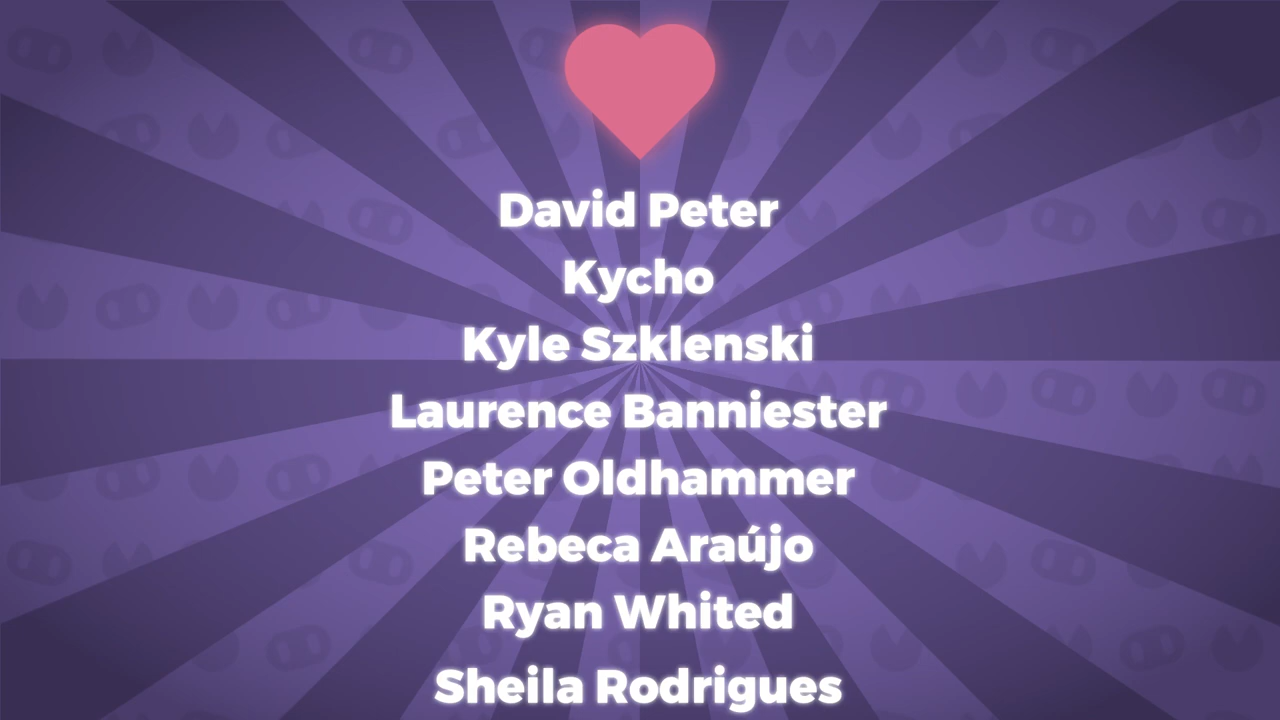 David Peter
Kycho
Kyle Szklenski
Laurence Banniester
Peter Oldhammer
Rebeca Araújo
Ryan Whited
Sheila Rodrigues